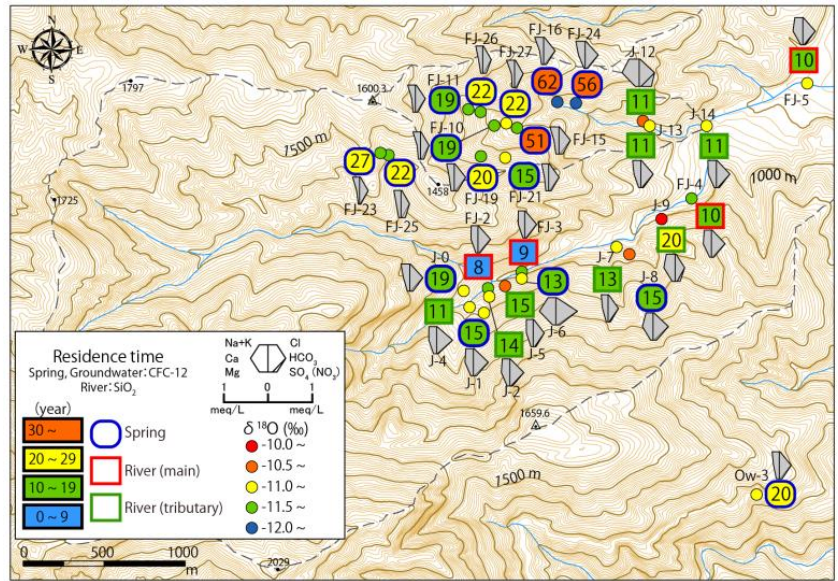 N
W E
S
1797
1600.3
1500 m
1725
1458
FJ-26
FJ-16
FJ-24
FJ-27
J-12
10
FJ-5
FJ-11
19
22
22
62
56
11
J-13
J-14
11
11
FJ-10
19
51
FJ-15
27
22
20
15
FJ-19
FJ-21
FJ-23
FJ-25
1000 m
FJ-4
J-9
10
20
FJ-2
FJ-3
J-0
19
8
9
13
J-7
13
J-8
15
11
15
J-6
J-4
15
14
J-5
J-1
J-2
1659.6
1500 m
Ow-3
20
2029
Residence time
Spring, Groundwater:CFC-12
River:SiO2
(year)
30 ~
20 ~ 29
10 ~ 19
0 ~ 9
Spring
River (main)
River (tributary)
Na+K Cl
Ca HCO3
Mg SO4 (NO3)
1 0 1
meq/L meq/L
δ 18O (‰)
-10.0 ~
-10.5 ~
-11.0 ~
-11.5 ~
-12.0 ~
0 500 1000
m